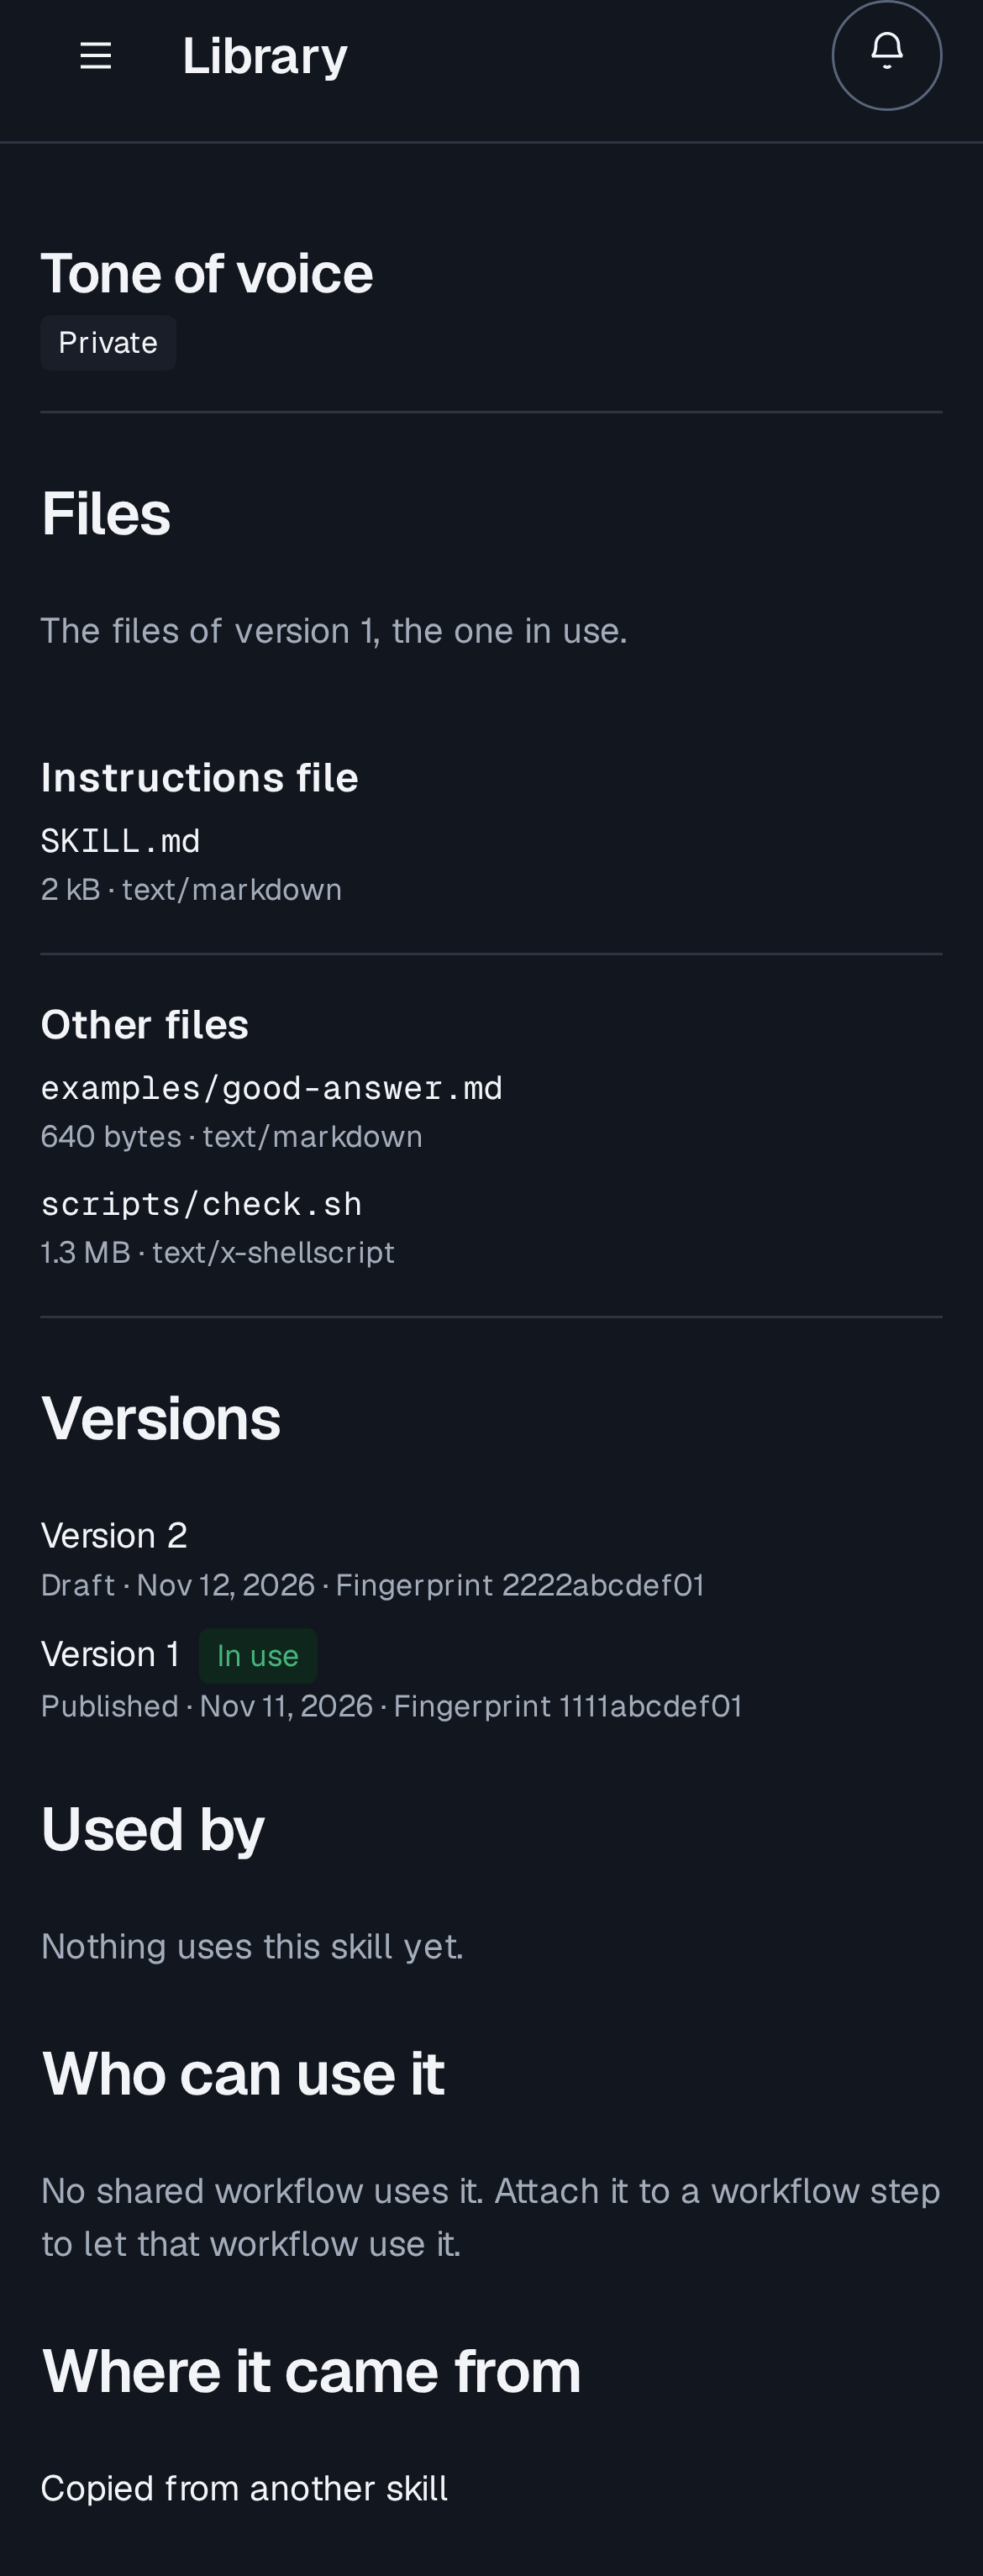 Library
Tone of voice
Private
Files
The files of version 1, the one in use.
Instructions file
SKILL.md
2 kB · text/markdown
Other files
examples/good-answer.md
640 bytes · text/markdown
scripts/check.sh
1.3 MB · text/x-shellscript
Versions
Version 2
Draft · Nov 12, 2026 · Fingerprint 2222abcdef01
Version 1 In use
Published · Nov 11, 2026 · Fingerprint 1111abcdef01
Used by
Nothing uses this skill yet.
Who can use it
No shared workflow uses it. Attach it to a workflow step
to let that workflow use it.
Where it came from
Copied from another skill